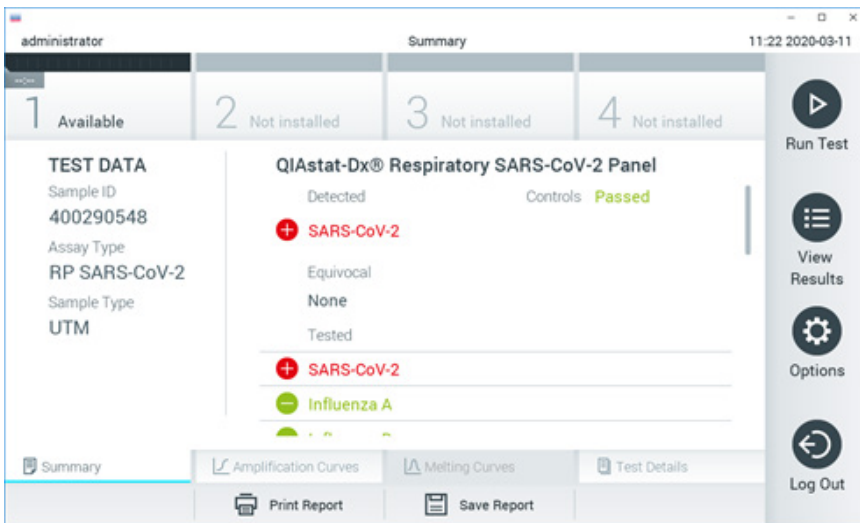 administrator
Summary
11:22 2020-03-11
1 Available
2 Not installed
3 Not installed
4 Not installed
Run Test
View Results
Options
Log Out
TEST DATA
Sample ID
400290548
Assay Type
RP SARS-CoV-2
Sample Type
UTM
QIAstat-Dx® Respiratory SARS-CoV-2 Panel
Detected
Controls Passed
SARS-CoV-2
Equivocal
None
Tested
SARS-CoV-2
Influenza A
Summary
Amplification Curves
Melting Curves
Test Details
Print Report
Save Report